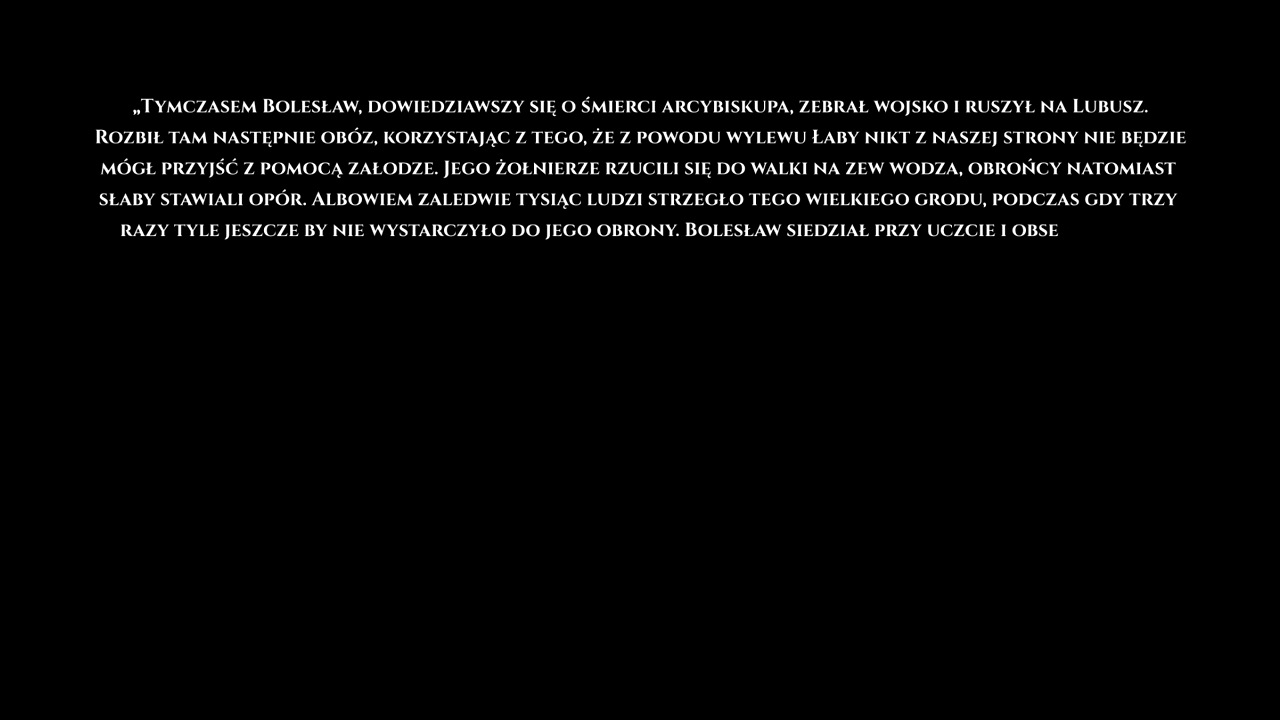 „Tymczasem Bolesław, dowiedziawszy się o śmierci arcybiskupa, zebrał wojsko i ruszył na Lubusz.
Rozbił tam następnie obóz, korzystając z tego, że z powodu wylewu Łaby nikt z naszej strony nie będzie
mógł przyjść z pomocą załodze. Jego żołnierze rzucili się do walki na zew wodza, obrońcy natomiast
słaby stawiali opór. Albowiem zaledwie tysiąc ludzi strzegło tego wielkiego grodu, podczas gdy trzy
razy tyle jeszcze by nie wystarczyło do jego obrony. Bolesław siedział przy uczcie i obse